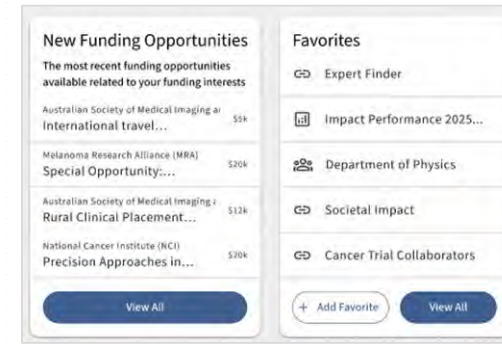 New Funding Opportunities
The most recent funding opportunities
available related to your funding interests
Australian Society of Medical Imaging a
International travel...
$5k
Melanoma Research Alliance (MRA)
Special Opportunity:...
$20k
Australian Society of Medical Imaging
Rural Clinical Placement...
$12k
National Cancer Institute (NCI)
Precision Approaches in...
$20k
View All
Favorites
Expert Finder
Impact Performance 2025...
Department of Physics
Societal Impact
Cancer Trial Collaborators
+ Add Favorite
View All